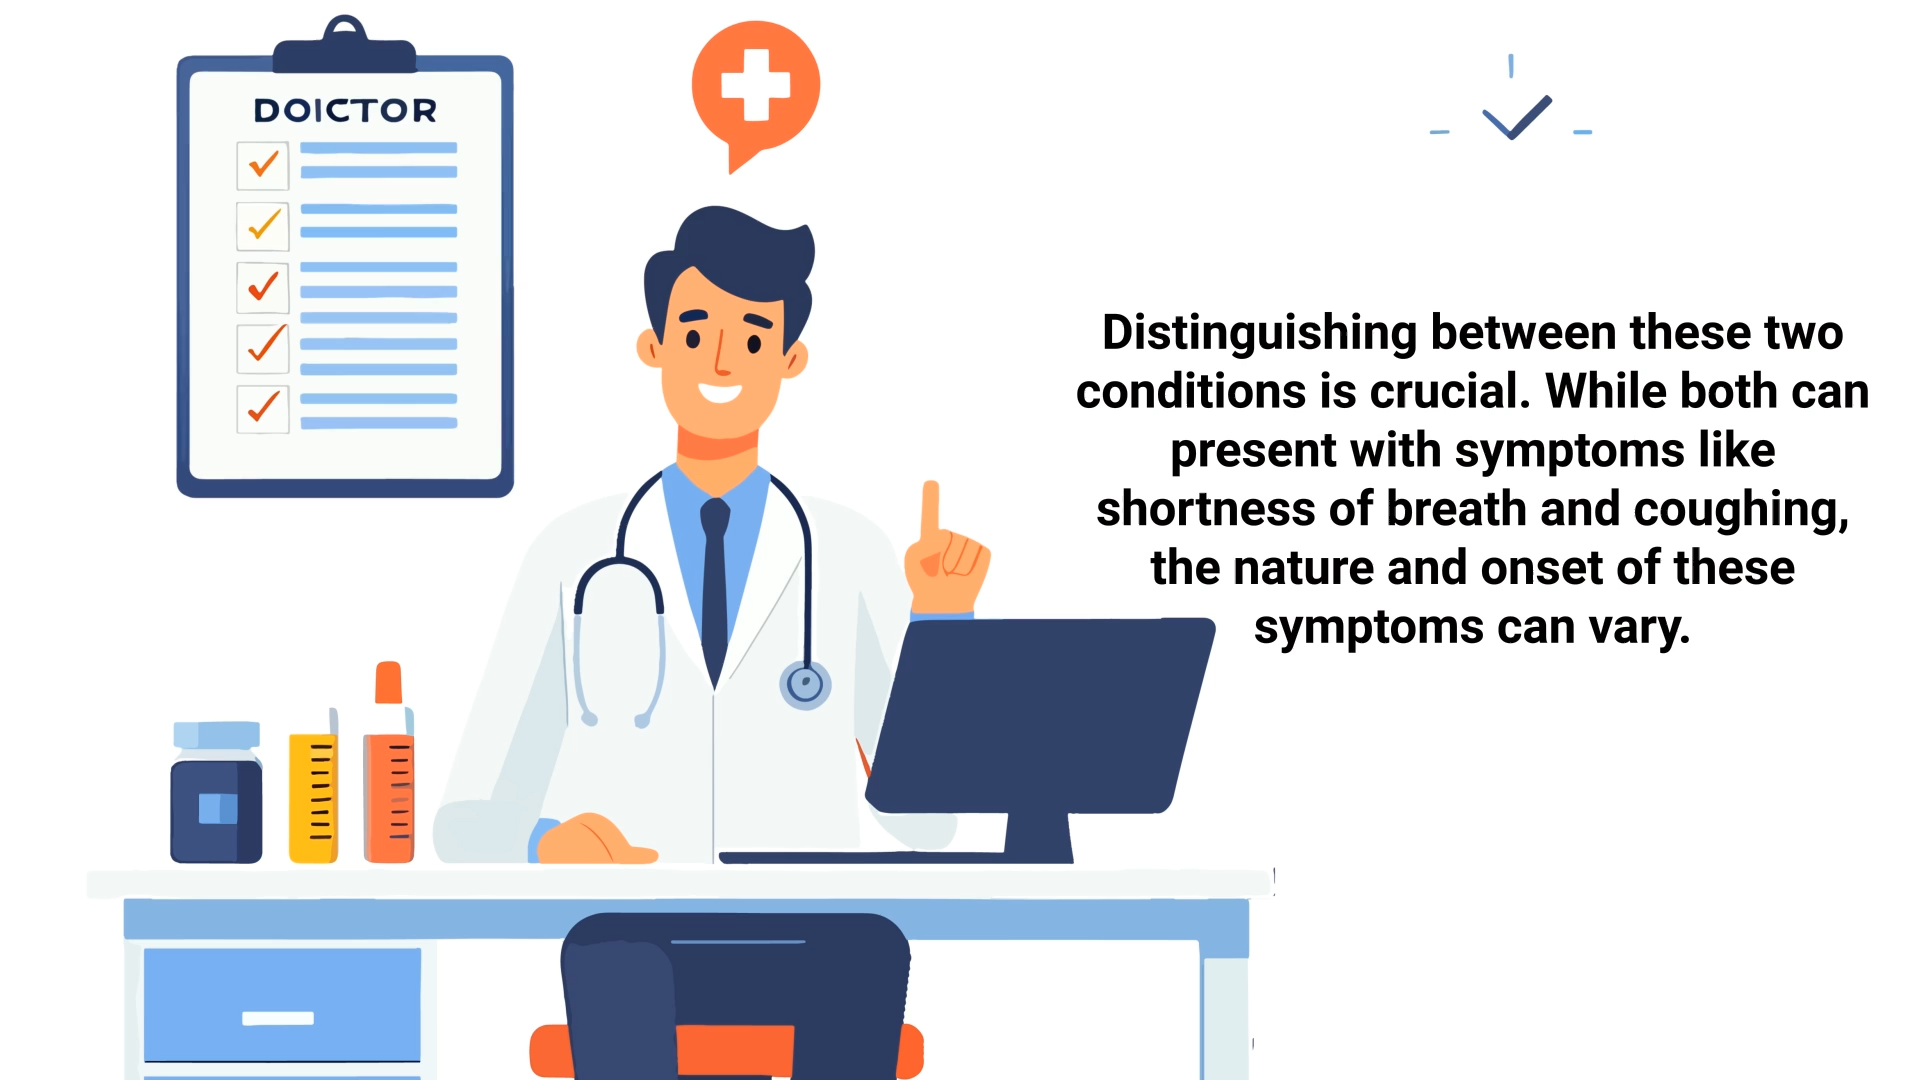 DOICTOR
Distinguishing between these two
conditions is crucial. While both can
present with symptoms like
shortness of breath and coughing,
the nature and onset of these
symptoms can vary.